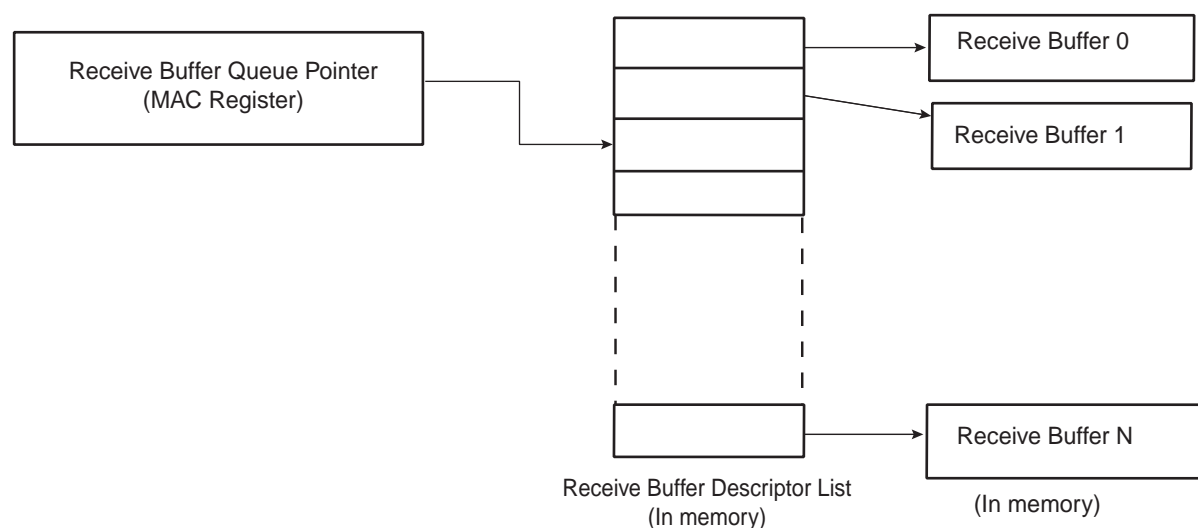 Receive Buffer Queue Pointer
(MAC Register)
Receive Buffer 0
Receive Buffer 1
Receive Buffer N
Receive Buffer Descriptor List
(In memory)
(In memory)